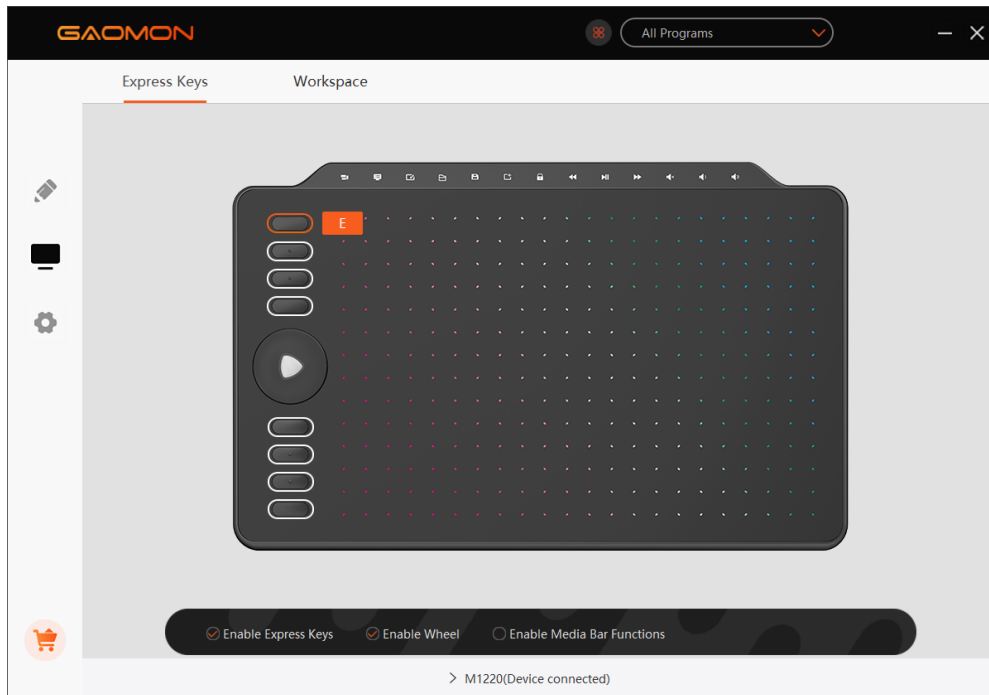 GAOMON
All Programs
Express Keys
Workspace
E
Enable Express Keys
Enable Wheel
Enable Media Bar Functions
M1220(Device connected)